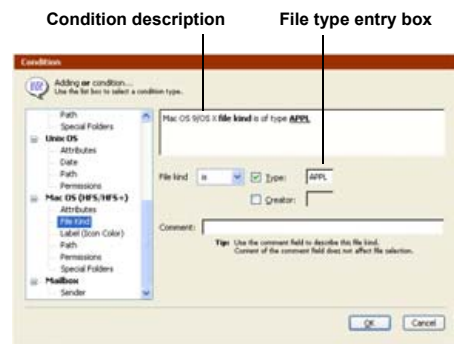 Condition description
File type entry box
Condition
Adding or condition...
Use the list box to select a condition type.
Path
Special Folders
Unix OS
Attributes
Date
Path
Permissions
Mac OS (HFS/HFS+)
Attributes
File Kind
Label (Icon Color)
Path
Permissions
Special Folders
Mailbox
Sender
Mac OS 9/OS X file kind is of type APPL
File kind
is
Type:
APPL
Creator:
Comment:
Tip: Use the comment field to describe this file kind.
Content of the comment field does not affect file selection.
OK
Cancel